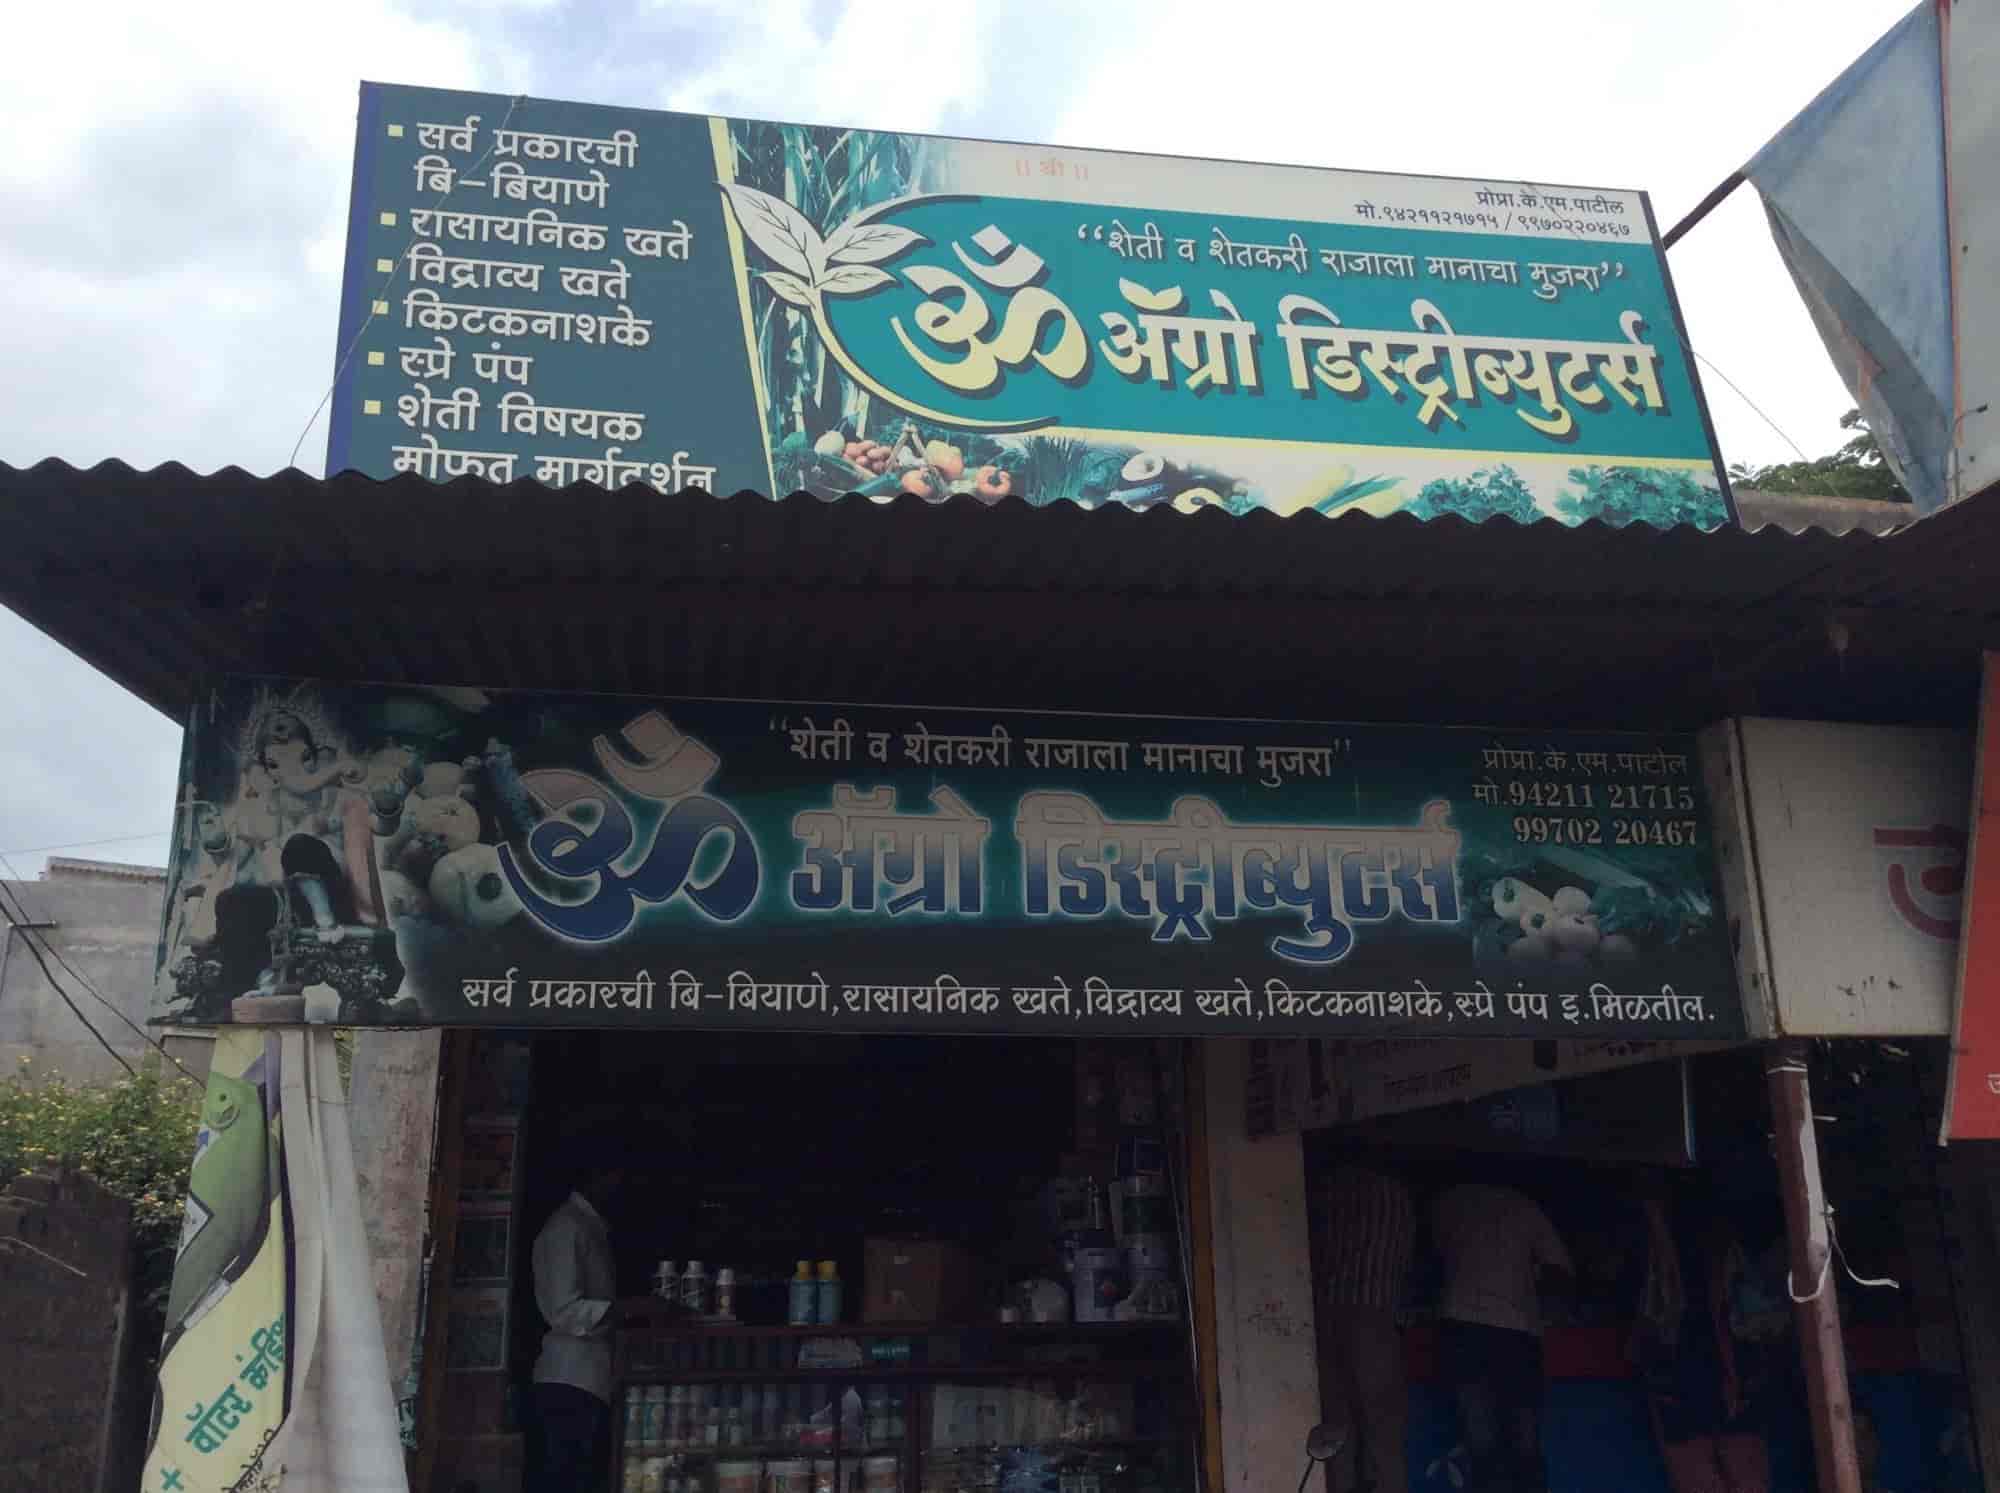 ▪ सर्व प्रकारची
बि-बियाणे
▪ रासायनिक खते
▪ विद्राव्य खते
▪ किटकनाशके
▪ स्प्रे पंप
▪ शेती विषयक
मोफत मार्गदर्शन
|| श्री ||
प्रोप्रा.के.एम.पाटील
मो.९४२११२१७१५ / ९९७०२२०४६७
“शेती व शेतकरी राजाला मानाचा मुजरा”
ॐ ॲग्रो डिस्ट्रीब्युटर्स
“शेती व शेतकरी राजाला मानाचा मुजरा"
प्रोप्रा.के.एम.पाटील
मो.94211 21715
99702 20467
ॐ ॲग्रो डिस्ट्रीब्युटर्स
सर्व प्रकारची बि-बियाणे,रासायनिक खते,विद्राव्य खते,किटकनाशके,स्प्रे पंप इ.मिळतील.
वॉटर